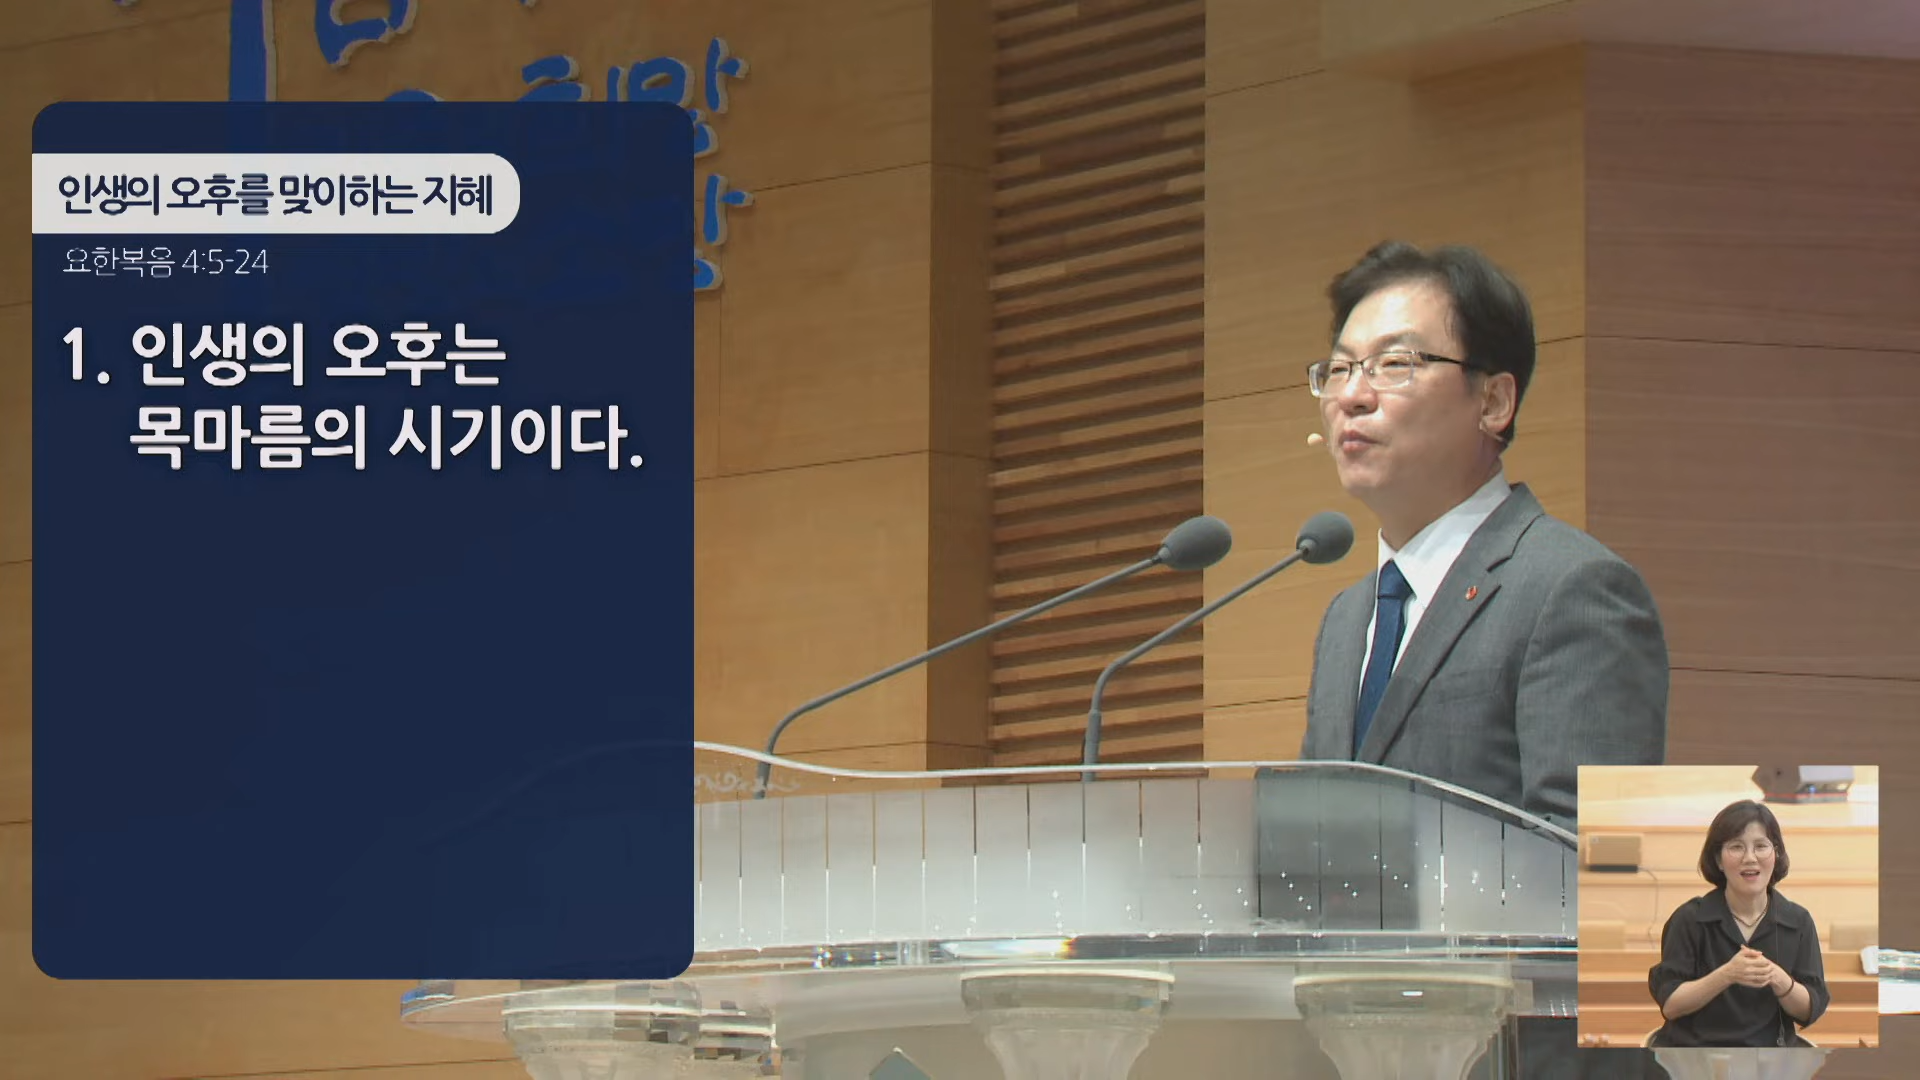 인생의 오후를 맞이하는 지혜
요한복음 4:5-24
1. 인생의 오후는
목마름의 시기이다.